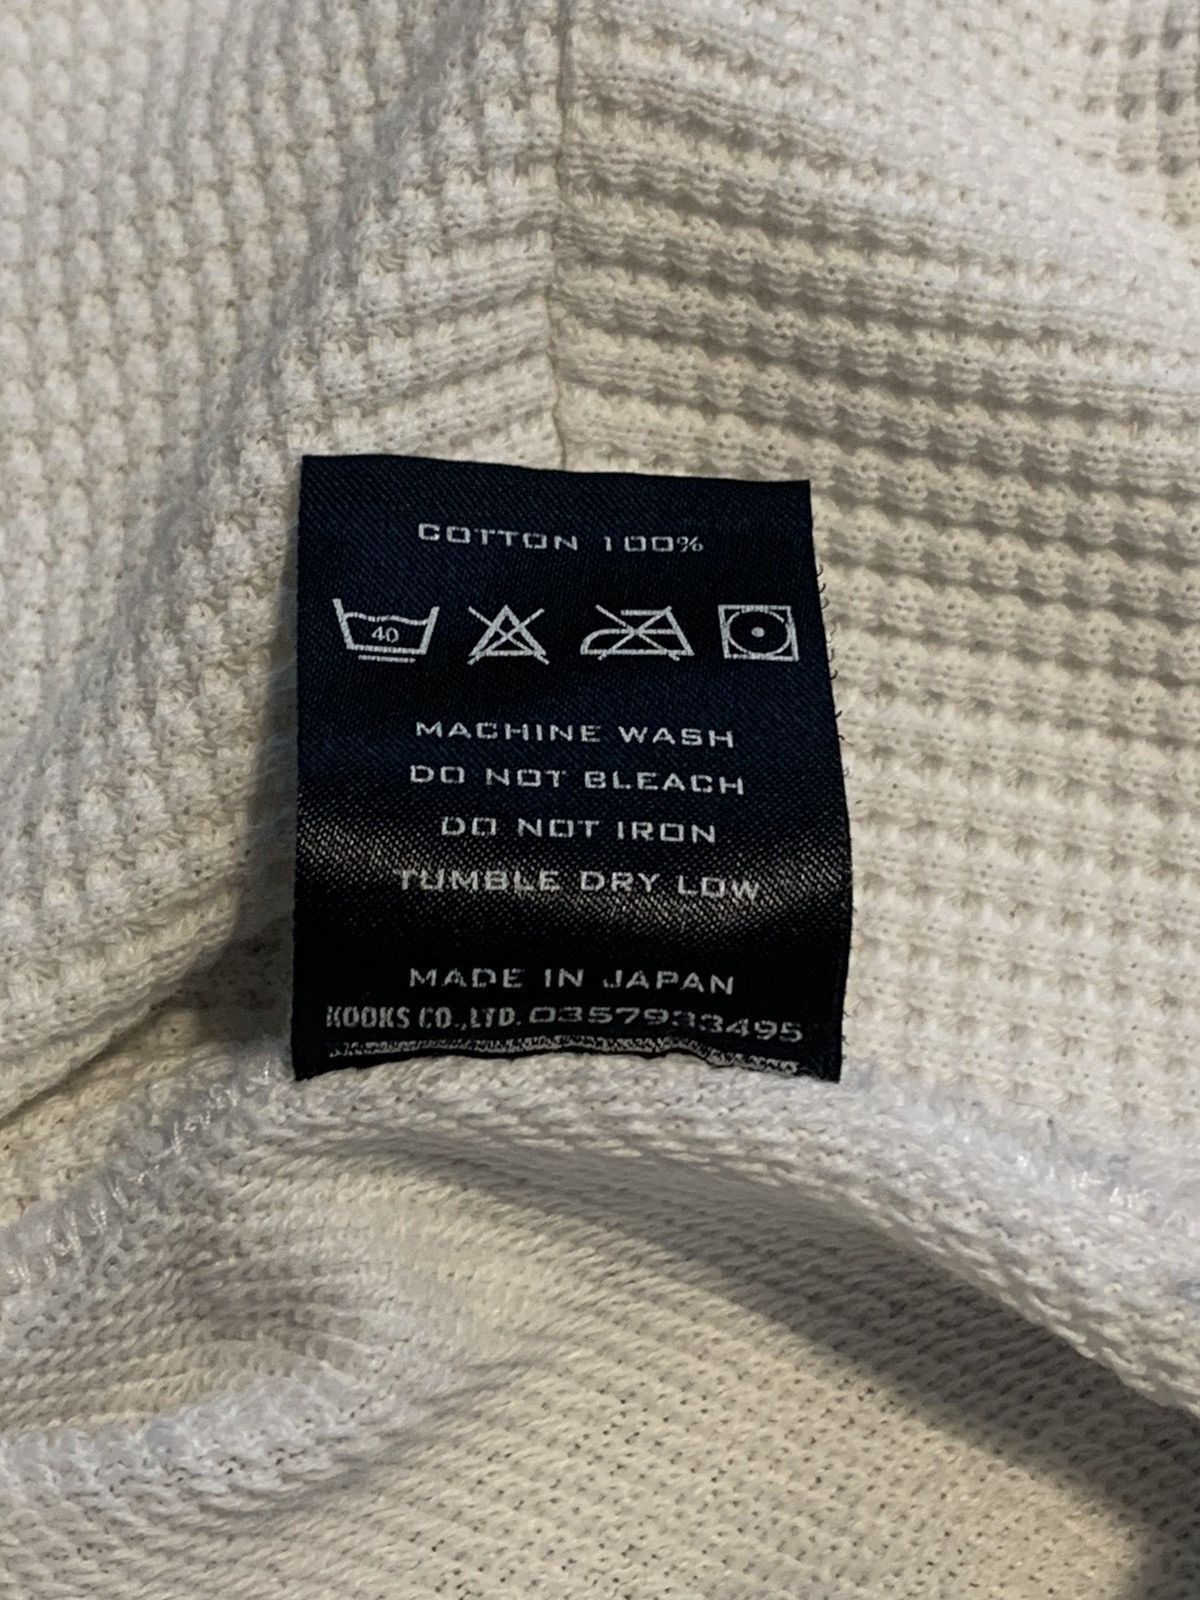 COTTON 100%
40
MACHINE WASH
DO NOT BLEACH
DO NOT IRON
TUMBLE DRY LOW
MADE IN JAPAN
KOOKS CO.,LTD. 0357933495